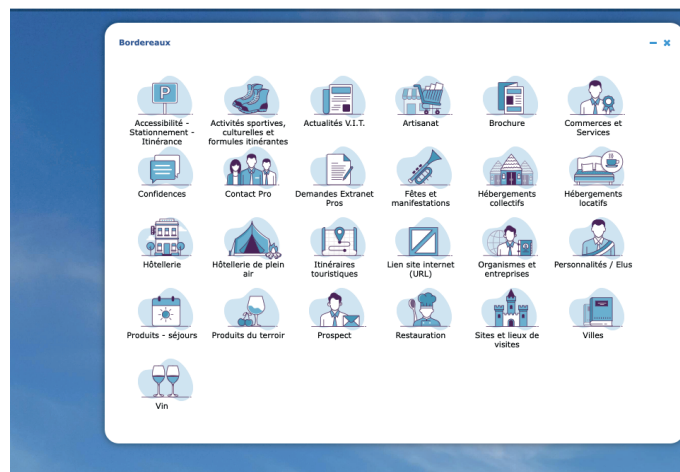 Bordereaux
P
Accessibilité -
Stationnement -
Itinérance
Activités sportives,
culturelles et
formules itinérantes
Actualités V.I.T.
Artisanat
Brochure
Commerces et
Services
Confidences
Contact Pro
Demandes Extranet
Pros
Fêtes et
manifestations
Hébergements
collectifs
Hébergements
locatifs
Hôtellerie
Hôtellerie de plein
air
Itinéraires
touristiques
Lien site internet
(URL)
Organismes et
entreprises
Personnalités / Elus
Produits - séjours
Produits du terroir
Prospect
Restauration
Sites et lieux de
visites
Villes
Vin